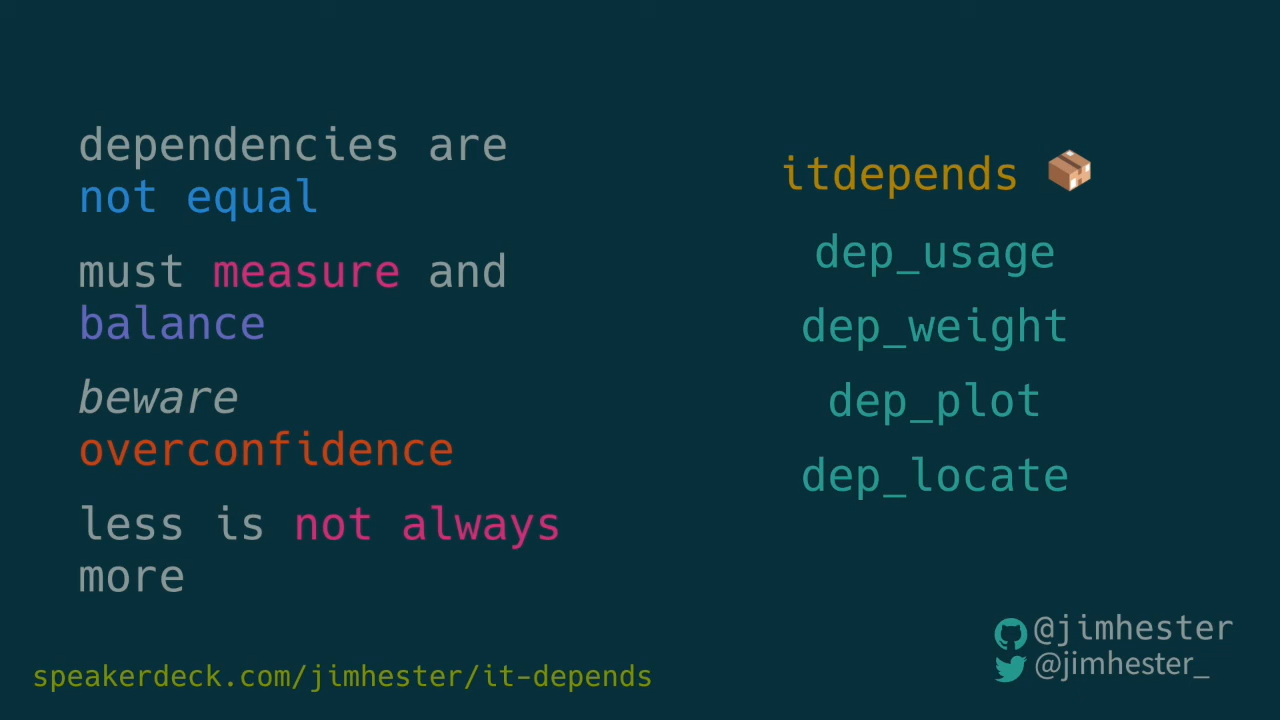 dependencies are
not equal
must measure and
balance
beware
overconfidence
less is not always
more
itdepends 📦
dep_usage
dep_weight
dep_plot
dep_locate
@jimhester
@jimhester_
speakerdeck.com/jimhester/it-depends